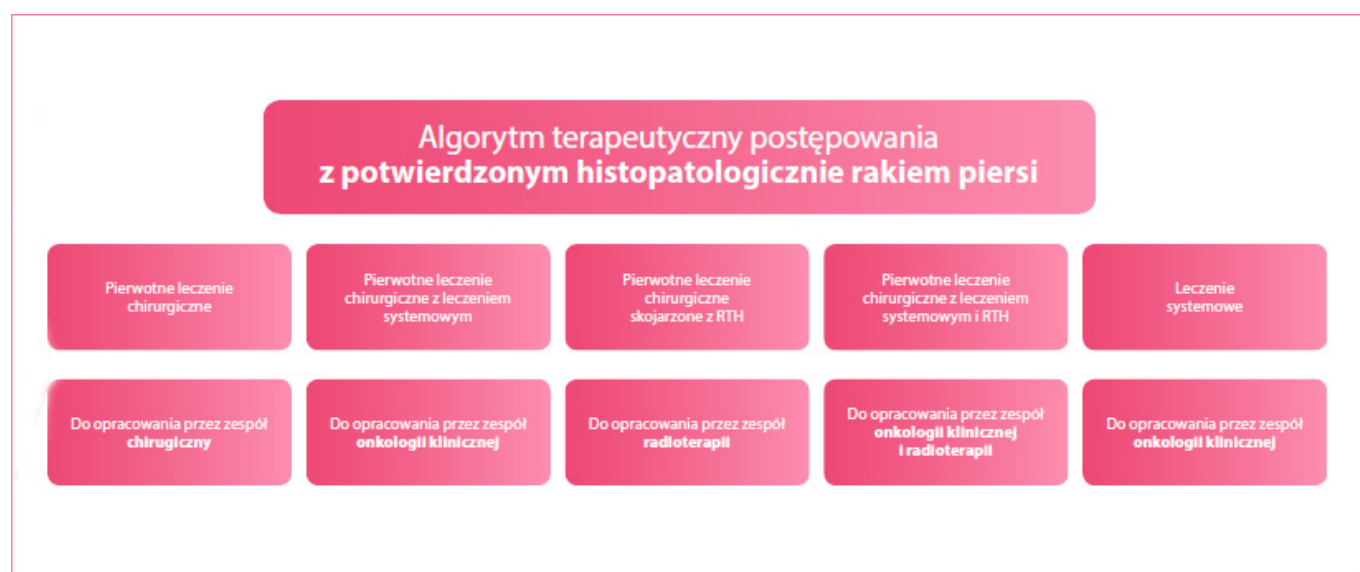 Algorytm terapeutyczny postępowania
z potwierdzonym histopatologicznie rakiem piersi
Pierwotne leczenie
chirurgiczne
Pierwotne leczenie
chirurgiczne z leczeniem
systemowym
Pierwotne leczenie
chirurgiczne
skojarzone z RTH
Pierwotne leczenie
chirurgiczne z leczeniem
systemowym i RTH
Leczenie
systemowe
Do opracowania przez zespół
chirugiczny
Do opracowania przez zespół
onkologii klinicznej
Do opracowania przez zespół
radioterapii
Do opracowania przez zespół
onkologii klinicznej
i radioterapii
Do opracowania przez zespół
onkologii klinicznej